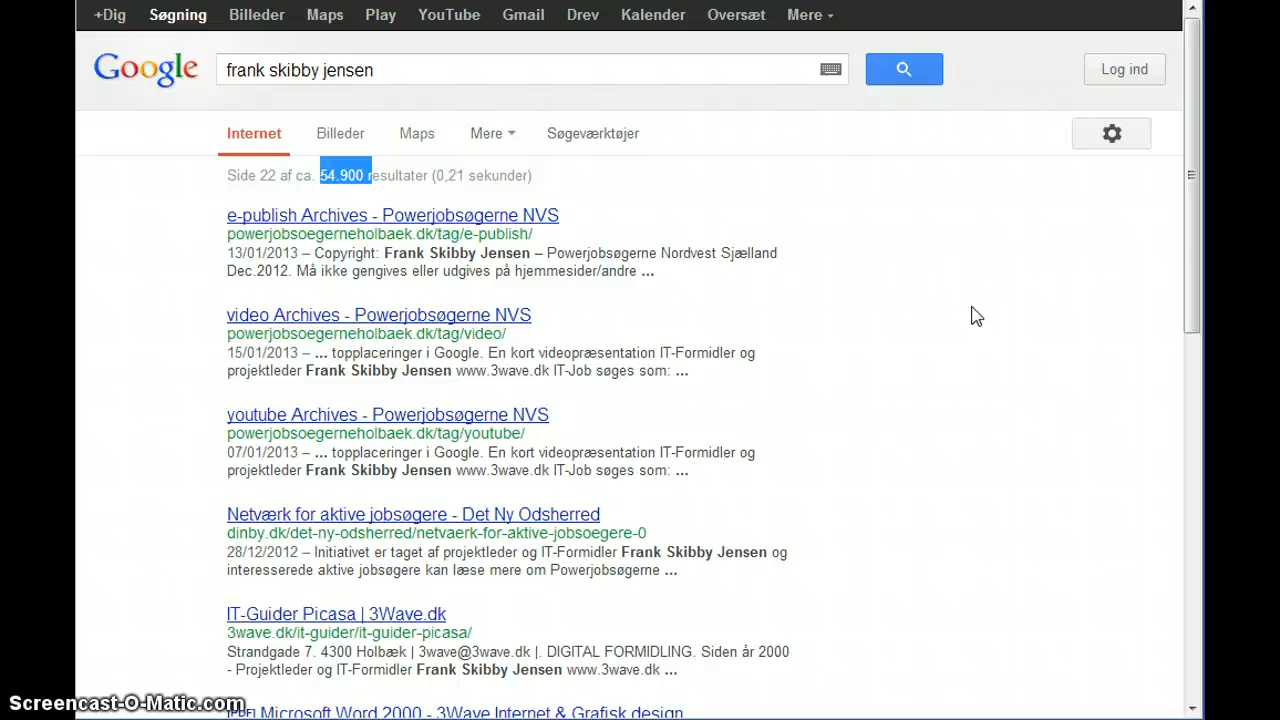 +Dig Søgning Billeder Maps Play YouTube Gmail Drev Kalender Oversæt Mere
Google frank skibby jensen Log ind
Internet Billeder Maps Mere Søgeværktøjer
Side 22 af ca. 54.900 resultater (0,21 sekunder)
e-publish Archives - Powerjobsøgerne NVS
powerjobsoegerneholbaek.dk/tag/e-publish/
13/01/2013 – Copyright: Frank Skibby Jensen – Powerjobsøgerne Nordvest Sjælland
Dec.2012. Må ikke gengives eller udgives på hjemmesider/andre ...
video Archives - Powerjobsøgerne NVS
powerjobsoegerneholbaek.dk/tag/video/
15/01/2013 – ... topplaceringer i Google. En kort videopræsentation IT-Formidler og
projektleder Frank Skibby Jensen www.3wave.dk IT-Job søges som: ...
youtube Archives - Powerjobsøgerne NVS
powerjobsoegerneholbaek.dk/tag/youtube/
07/01/2013 – ... topplaceringer i Google. En kort videopræsentation IT-Formidler og
projektleder Frank Skibby Jensen www.3wave.dk IT-Job søges som: ...
Netværk for aktive jobsøgere - Det Ny Odsherred
dinby.dk/det-ny-odsherred/netvaerk-for-aktive-jobsoegere-0
28/12/2012 – Initiativet er taget af projektleder og IT-Formidler Frank Skibby Jensen og
interesserede aktive jobsøgere kan læse mere om Powerjobsøgerne ...
IT-Guider Picasa | 3Wave.dk
3wave.dk/it-guider/it-guider-picasa/
Strandgade 7. 4300 Holbæk | 3wave@3wave.dk |. DIGITAL FORMIDLING. Siden år 2000
- Projektleder og IT-Formidler Frank Skibby Jensen www.3wave.dk ...
[PDF] Microsoft Word 2000 - 3Wave Internet & Grafisk design
Screencast-O-Matic.com